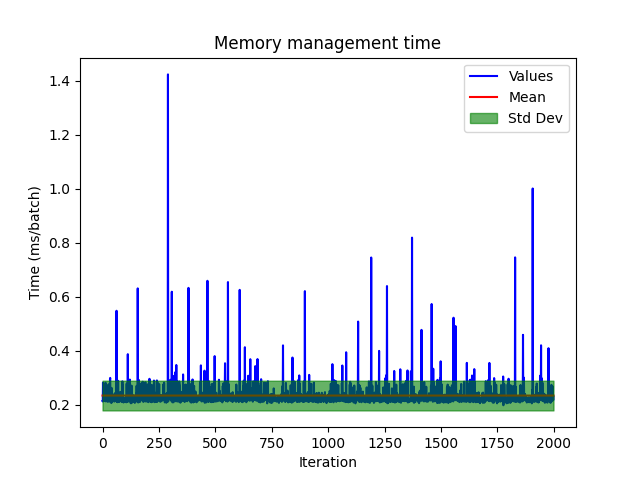 Memory management time
Values
Mean
Std Dev
Time (ms/batch)
1.4
1.2
1.0
0.8
0.6
0.4
0.2
0 250 500 750 1000 1250 1500 1750 2000
Iteration